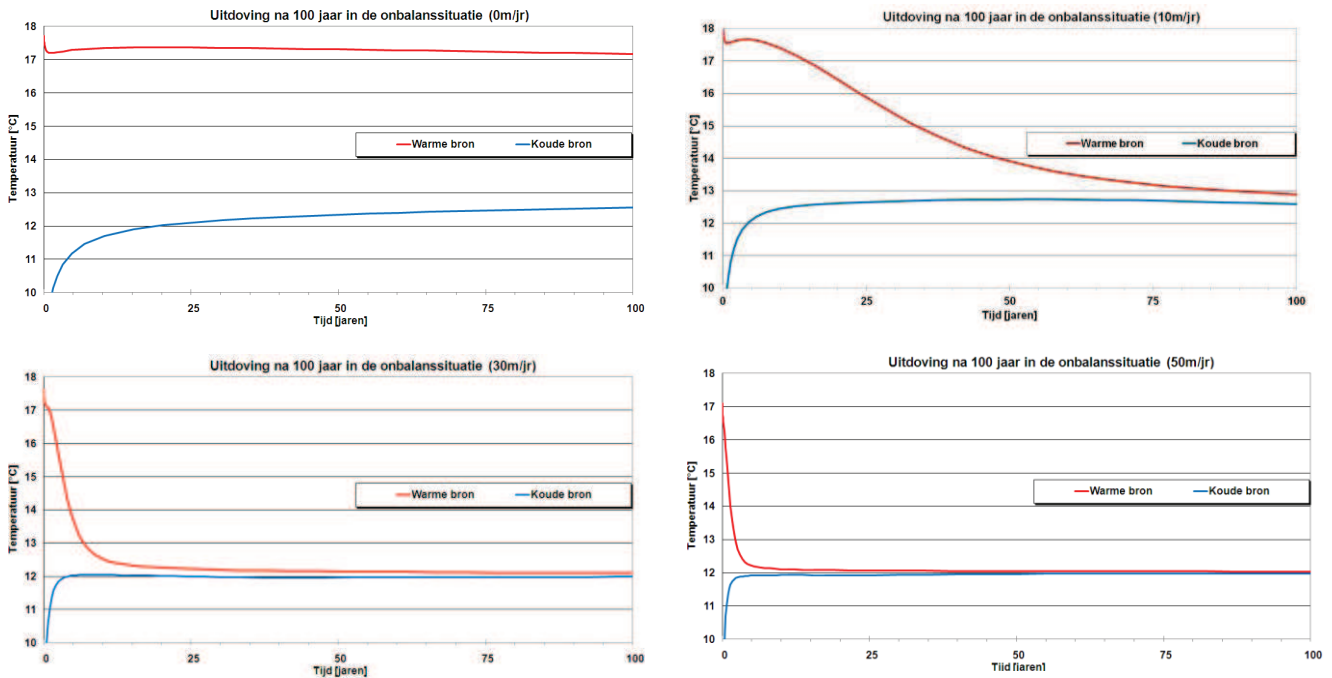 Uitdoving na 100 jaar in de onbalanssituatie (0m/jr)
18
17
16
15
14
13
12
11
10
Temperatuur [°C]
Warme bron Koude bron
0 25 50 75 100
Tijd [jaren]
Uitdoving na 100 jaar in de onbalanssituatie (10m/jr)
18
17
16
15
14
13
12
11
10
Temperatuur [°C]
Warme bron Koude bron
0 25 50 75 100
Tijd [jaren]
Uitdoving na 100 jaar in de onbalanssituatie (30m/jr)
18
17
16
15
14
13
12
11
10
Temperatuur [°C]
Warme bron Koude bron
0 25 50 75 100
Tijd [jaren]
Uitdoving na 100 jaar in de onbalanssituatie (50m/jr)
18
17
16
15
14
13
12
11
10
Temperatuur [°C]
Warme bron Koude bron
0 25 50 75 100
Tijd [jaren]